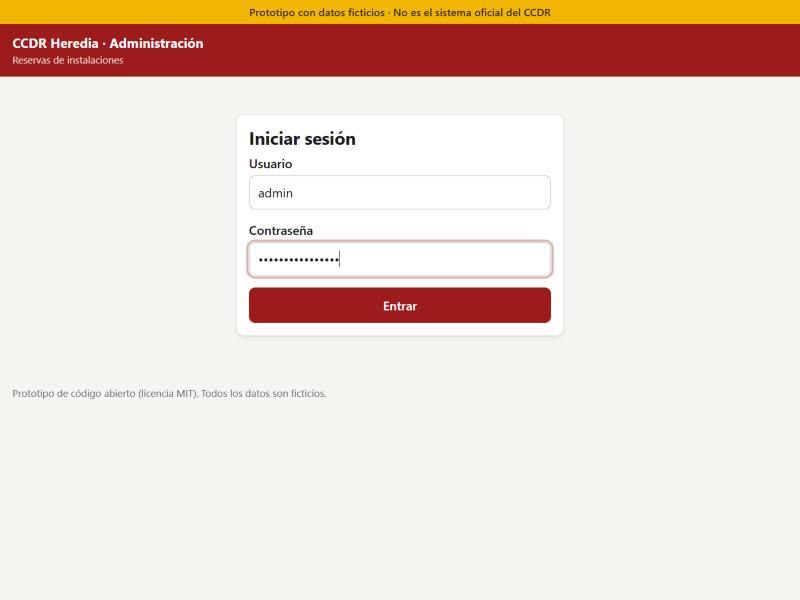 Prototipo con datos ficticios · No es el sistema oficial del CCDR
CCDR Heredia · Administración
Reservas de instalaciones
Iniciar sesión
Usuario
admin
Contraseña
••••••••••••••••
Entrar
Prototipo de código abierto (licencia MIT). Todos los datos son ficticios.